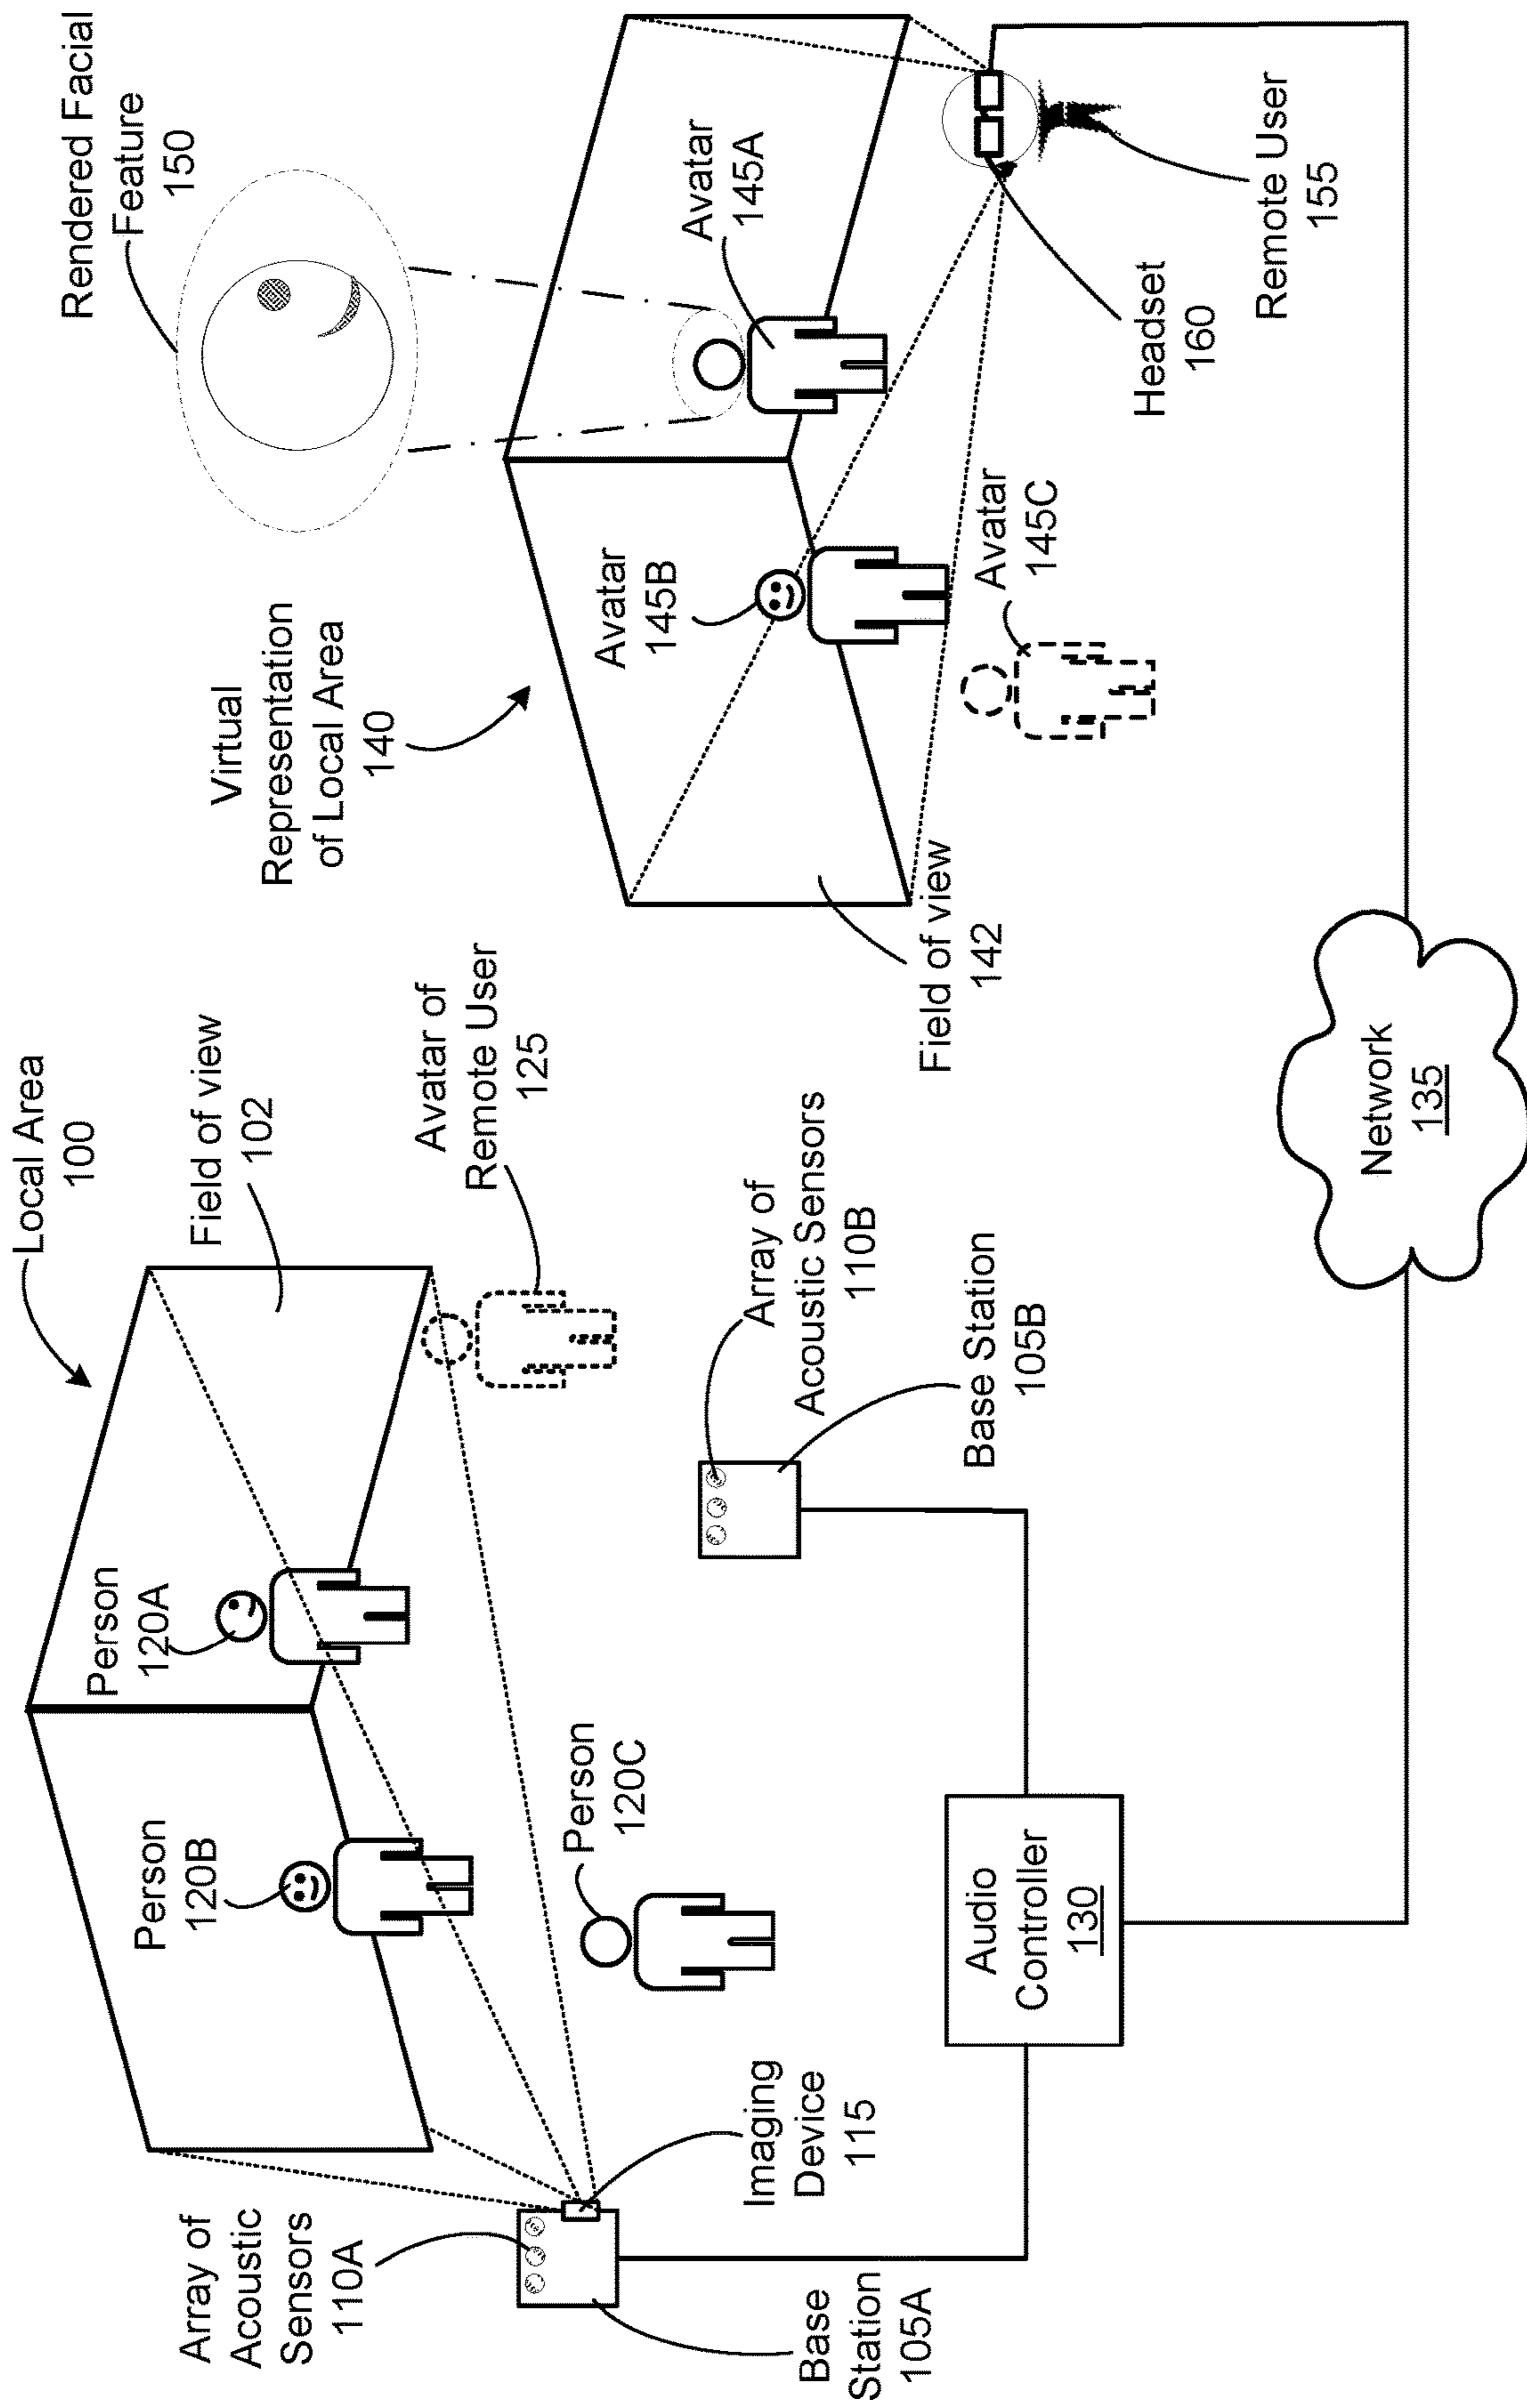 Local Area
100
Field of view
102
Person
120A
Person
120B
Person
120C
Avatar of
Remote User
125
Array of
Acoustic
Sensors
110A
Imaging
Device
115
Base
Station
105A
Array of
Acoustic Sensors
110B
Base Station
105B
Audio
Controller
130
Network
135
Virtual
Representation
of Local Area
140
Field of view
142
Rendered Facial
Feature
150
Avatar
145A
Avatar
145B
Avatar
145C
Headset
160
Remote User
155